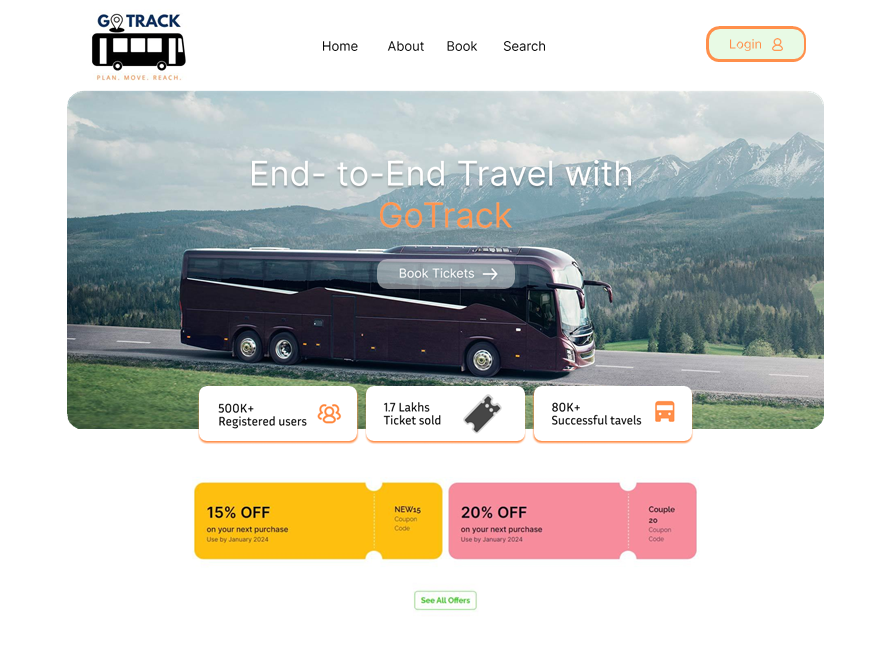 GO TRACK
PLAN. MOVE. REACH.
Home About Book Search
Login
End- to-End Travel with
GoTrack
Book Tickets
500K+
Registered users
1.7 Lakhs
Ticket sold
80K+
Successful tavels
15% OFF
on your next purchase
Use by January 2024
NEW15
Coupon
Code
20% OFF
on your next purchase
Use by January 2024
Couple
20
Coupon
Code
See All Offers